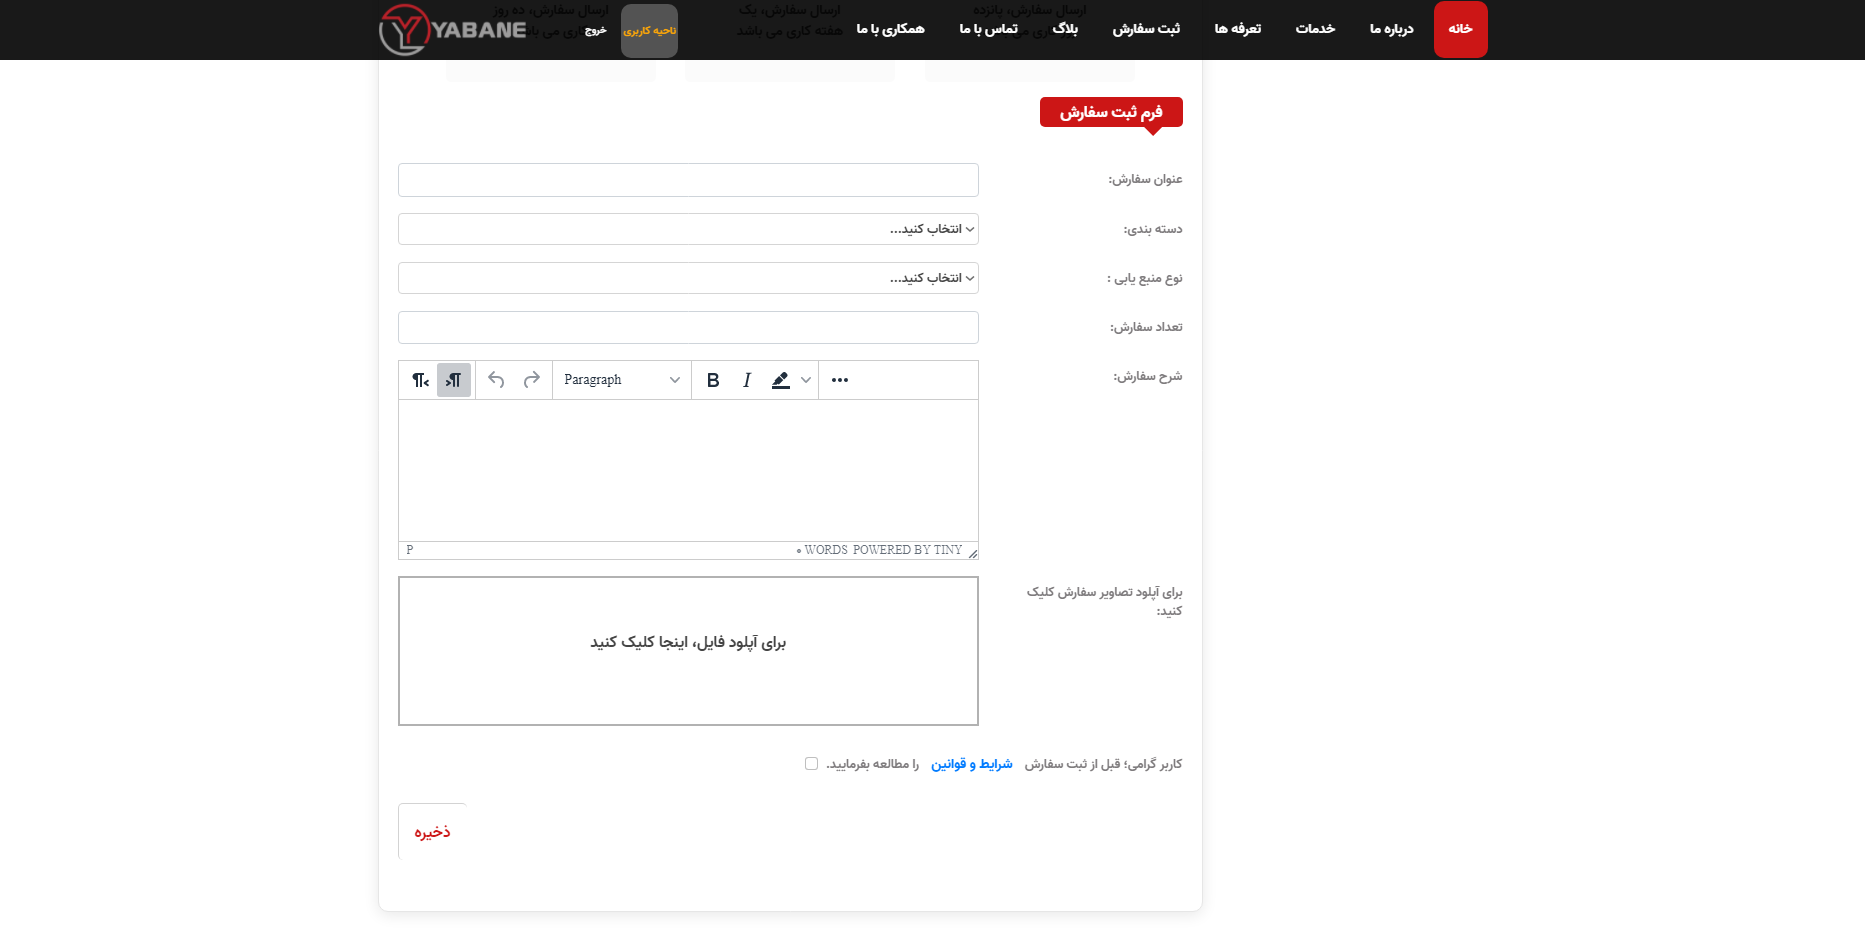 خانه
درباره ما
خدمات
تعرفه ها
ثبت سفارش
بلاگ
تماس با ما
همکاری با ما
ناحیه کاربری
خروج
YABANE
ارسال سفارش، پانزده
ارسال سفارش، یک
هفته کاری می باشد
ارسال سفارش، ده روز
فرم ثبت سفارش
عنوان سفارش:
دسته بندی:
انتخاب کنید...
نوع منبع یابی :
انتخاب کنید...
تعداد سفارش:
شرح سفارش:
Paragraph
B I
P
۰ WORDS POWERED BY TINY
برای آپلود تصاویر سفارش کلیک
کنید:
برای آپلود فایل، اینجا کلیک کنید
کاربر گرامی؛ قبل از ثبت سفارش شرایط و قوانین را مطالعه بفرمایید.
ذخیره